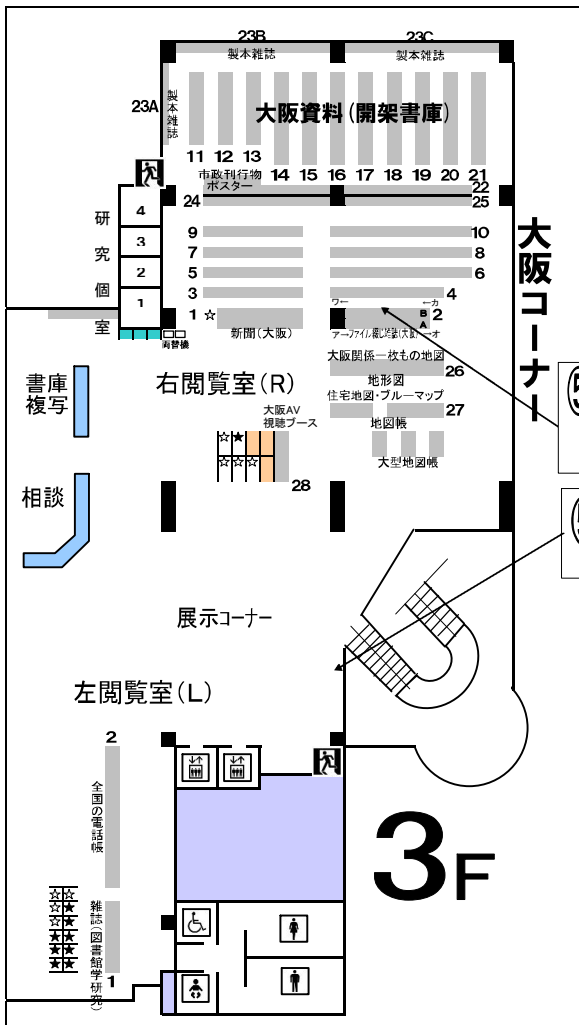 23B 23C
製本雑誌 製本雑誌
23A
製本雑誌
大阪資料(開架書庫)
11 12 13
14 15 16 17 18 19 20 21
市政刊行物
ポスター
22
24 25
研究個室
4
3
2
1
9 10
7 8
5 6
3 4
ワ← ←カ
1 ☆ B 2
A
新聞(大阪)
ア→ →オ
両替機
大阪コーナー
大阪関係一枚もの地図
26
地形図
住宅地図・ブルーマップ
27
地図帳
大型地図帳
書庫
複写
右閲覧室(R)
大阪AV
視聴ブース
☆★
☆☆☆
28
相談
展示コーナー
左閲覧室(L)
2
全国の電話帳
3F
☆☆
☆★
☆★
★★
★★
★★
雑誌(図書館学研究)
1